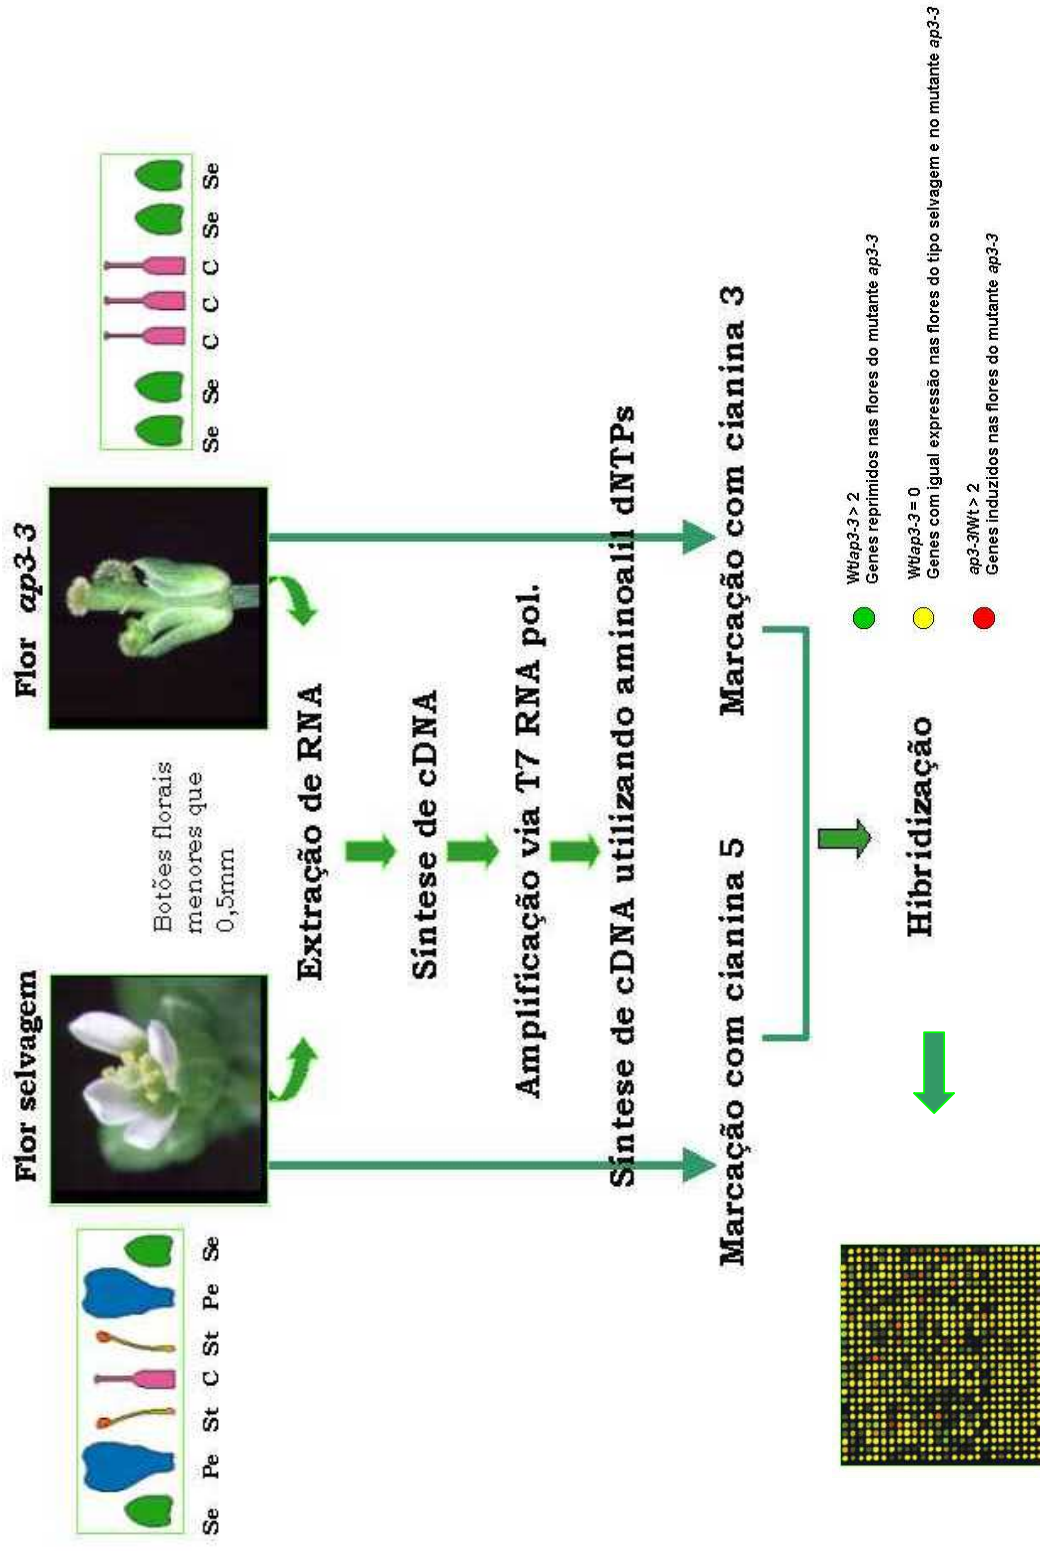 Flor selvagem
Flor ap3-3
Se Pe St C St Pe Se
Botões florais
menores que
0,5mm
Se Se C C C Se Se
Extração de RNA
Síntese de cDNA
Amplificação via T7 RNA pol.
Síntese de cDNA utilizando aminoalil dNTPs
Marcação com cianina 5
Marcação com cianina 3
Hibridização
Wt/ap3-3 > 2
Genes reprimidos nas flores do mutante ap3-3
Wt/ap3-3 = 0
Genes com igual expressão nas flores do tipo selvagem e no mutante ap3-3
ap3-3/Wt > 2
Genes induzidos nas flores do mutante ap3-3